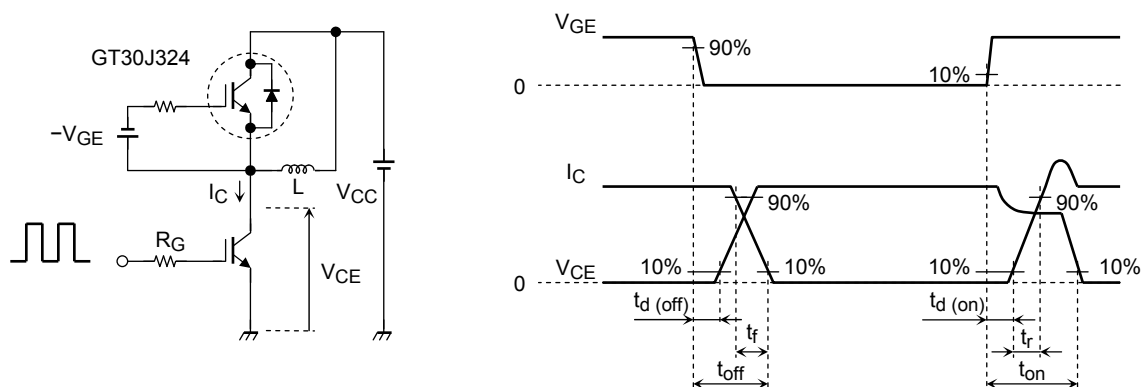 GT30J324
−VGE
IC
L
VCC
RG
VCE
VGE
90%
0
10%
IC
90%
90%
VCE
10%
10%
10%
10%
0
td (off)
td (on)
tf
tr
toff
ton